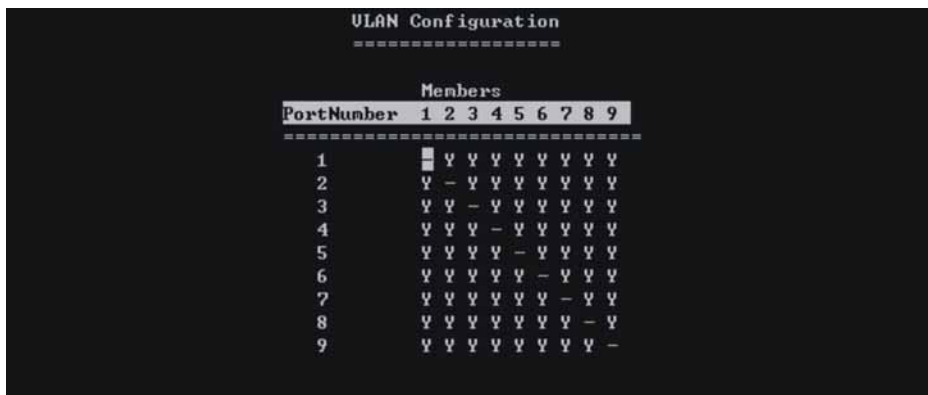 VLAN Configuration
===================
Members
PortNumber 1 2 3 4 5 6 7 8 9
=================================
1 - Y Y Y Y Y Y Y Y
2 Y - Y Y Y Y Y Y Y
3 Y Y - Y Y Y Y Y Y
4 Y Y Y - Y Y Y Y Y
5 Y Y Y Y - Y Y Y Y
6 Y Y Y Y Y - Y Y Y
7 Y Y Y Y Y Y - Y Y
8 Y Y Y Y Y Y Y - Y
9 Y Y Y Y Y Y Y Y -